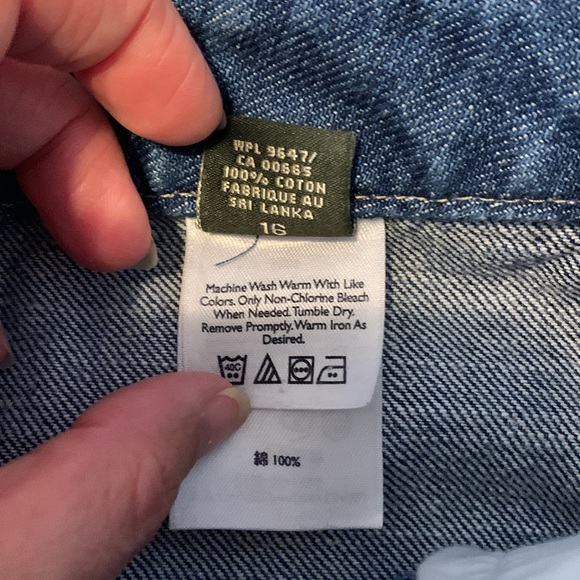 WPL 9647/
CA 00665
100% COTON
FABRIQUE AU
SRI LANKA
16
Machine Wash Warm With Like
Colors. Only Non-Chlorine Bleach
When Needed. Tumble Dry.
Remove Promptly. Warm Iron As
Desired.
40C
100%